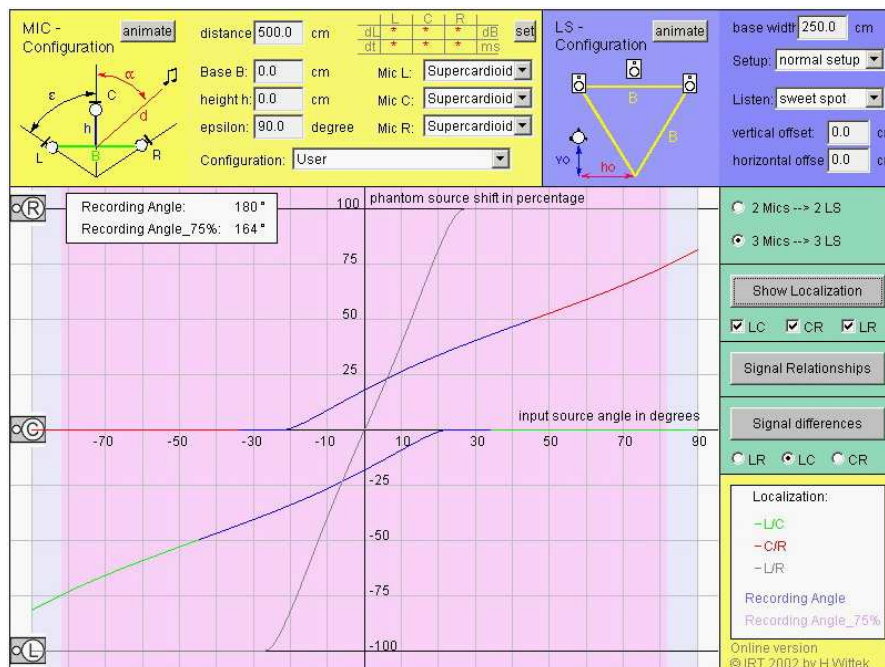 MIC - Configuration
animate
α
ε
C
d
h
L
B
R
distance 500.0 cm
L C R
dL * * * dB
dt * * * ms
set
Base B: 0.0 cm
Mic L: Supercardioid
height h: 0.0 cm
Mic C: Supercardioid
epsilon: 90.0 degree
Mic R: Supercardioid
Configuration: User
LS - Configuration
animate
B
B
vo
ho
base width 250.0 cm
Setup: normal setup
Listen: sweet spot
vertical offset: 0.0 c
horizontal offse 0.0 c
R
Recording Angle: 180°
Recording Angle_75%: 164°
100 phantom source shift in percentage
75
50
25
input source angle in degrees
C
-70 -50 -30 -10 10 30 50 70 90
-25
-50
-75
-100
L
2 Mics --> 2 LS
3 Mics --> 3 LS
Show Localization
LC CR LR
Signal Relationships
Signal differences
LR LC CR
Localization:
-L/C
-C/R
-L/R
Recording Angle
Recording Angle_75%
Online version
© IRT 2002 by H.Wittek